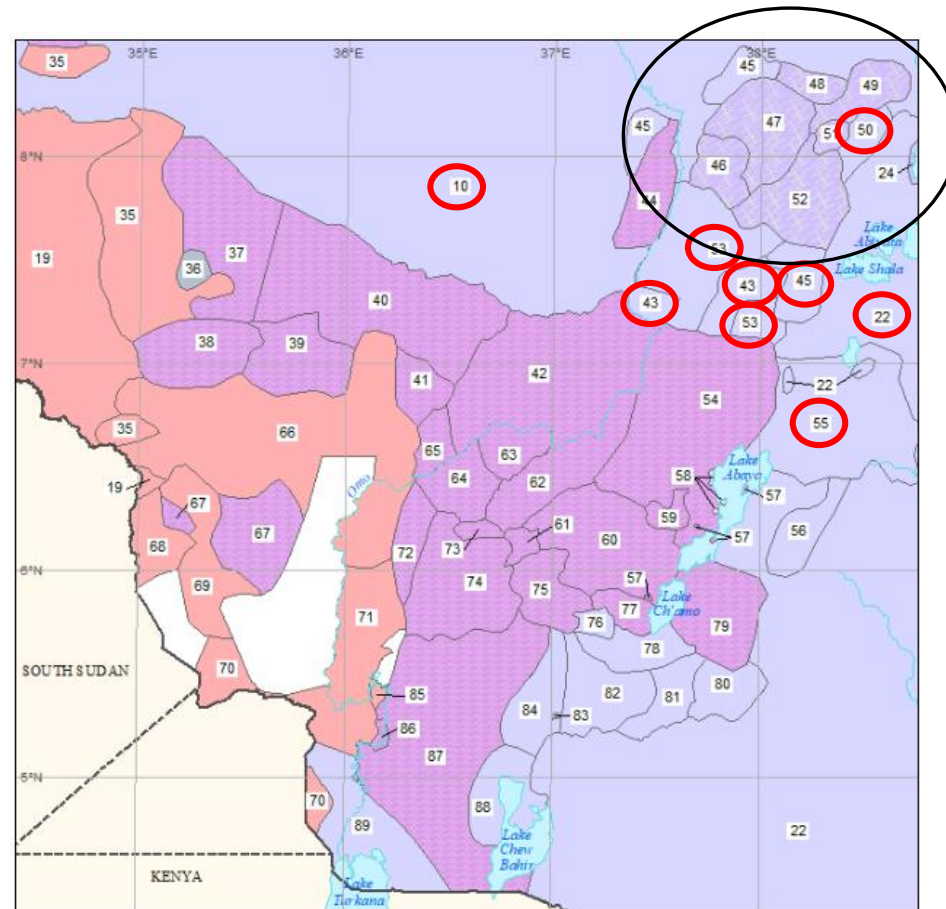 35°E 36°E 37°E 38°E
35
45 48 49
47
45 51 50
8°N
46 24
10
35 44 52
Lake Abyata
19 37 53
36 Lake Shala
43 45
40 43
22
53
38 39
7°N
41 42 22
54
35 66 55
65 63
Lake Abaya
64 62 58
19 57
67 61 59
67 60 56
68 72 73 57
6°N
69 74 75 57
Lake Ch'amo
71 77
76 79
78
SOUTH SUDAN 70
85 82 81 80
84 83
86
87
5°N
70
88
89 22
Lake Chew Bahir
KENYA
Lake Turkana
Omo